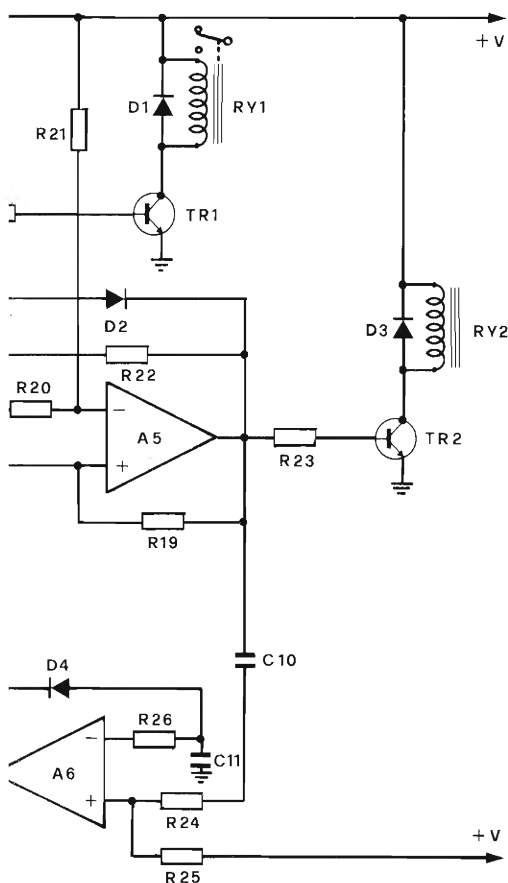 +V
D1
RY1
R21
TR1
D2
D3
RY2
R22
R20
−
A5
+
R23
TR2
R19
C10
D4
R26
−
C11
A6
+
R24
+V
R25